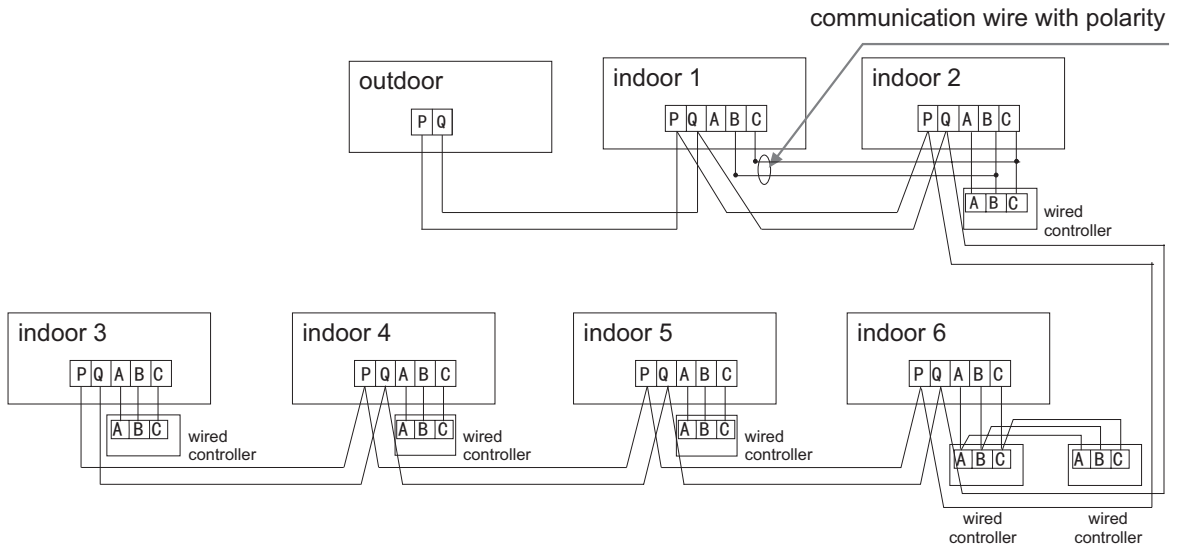 communication wire with polarity
outdoor
indoor 1
indoor 2
P Q
P Q A B C
P Q A B C
A B C
wired
controller
indoor 3
indoor 4
indoor 5
indoor 6
P Q A B C
P Q A B C
P Q A B C
P Q A B C
A B C
wired
controller
A B C
wired
controller
A B C
wired
controller
A B C
A B C
wired
controller
wired
controller